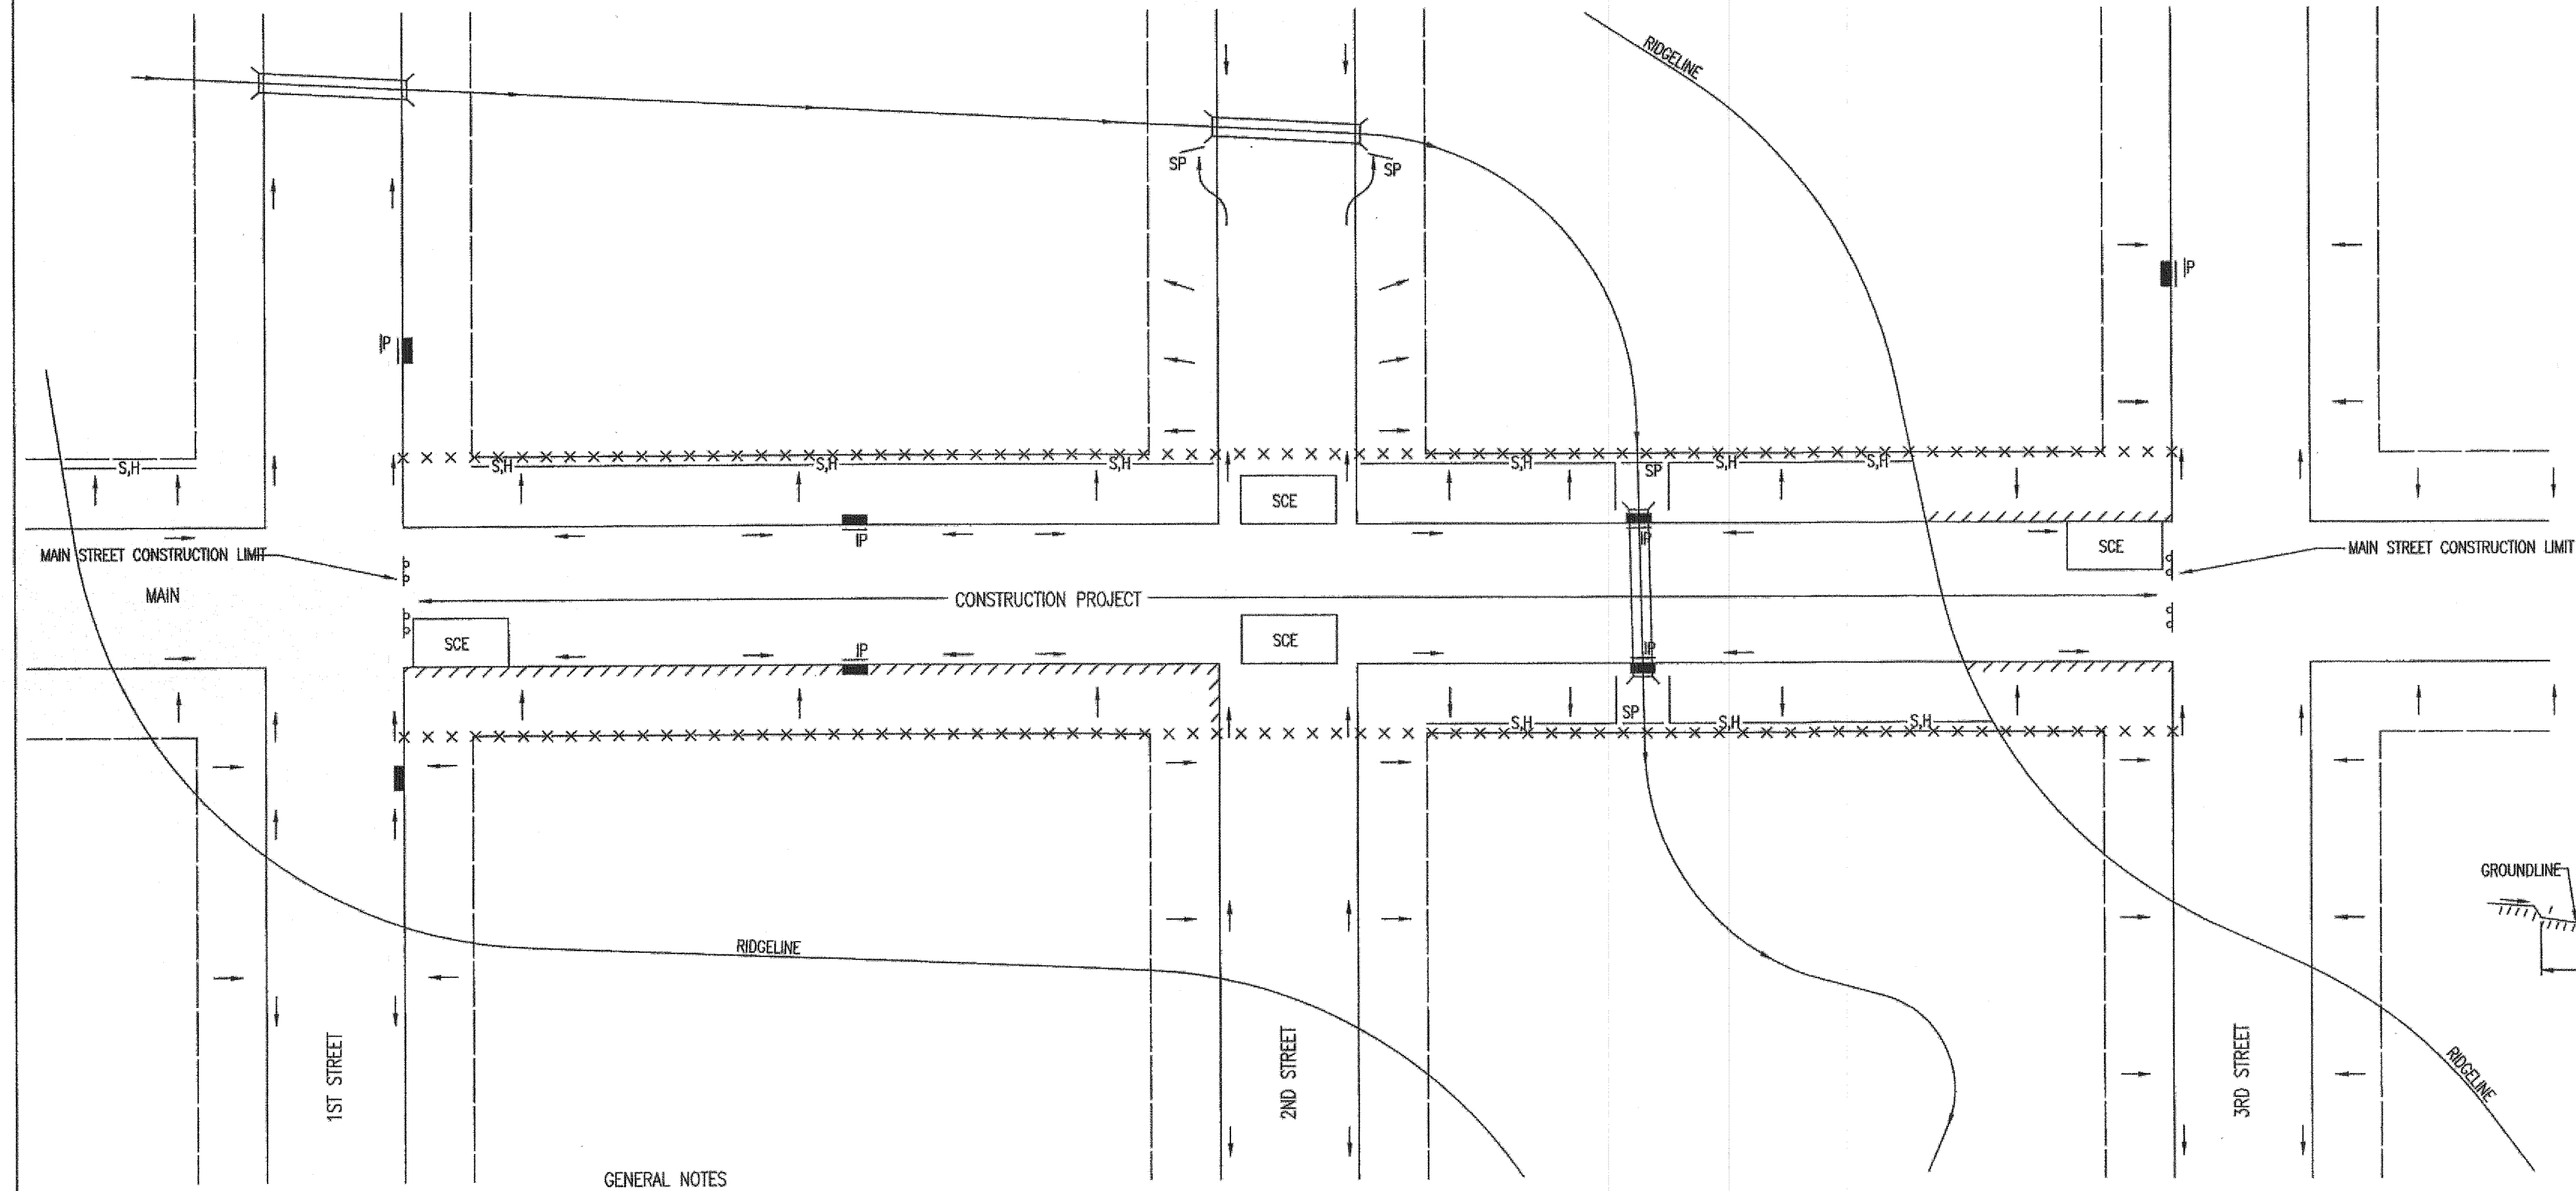 RIDGELINE
SP
SP
IP
IP
S,H
S,H
S,H
S,H
S,H
SP
S,H
S,H
SCE
IP
IP
SCE
MAIN STREET CONSTRUCTION LIMIT
MAIN STREET CONSTRUCTION LIMIT
MAIN
CONSTRUCTION PROJECT
SCE
IP
SCE
IP
S,H
SP
S,H
S,H
GROUNDLINE
RIDGELINE
1ST STREET
2ND STREET
3RD STREET
RIDGELINE
GENERAL NOTES